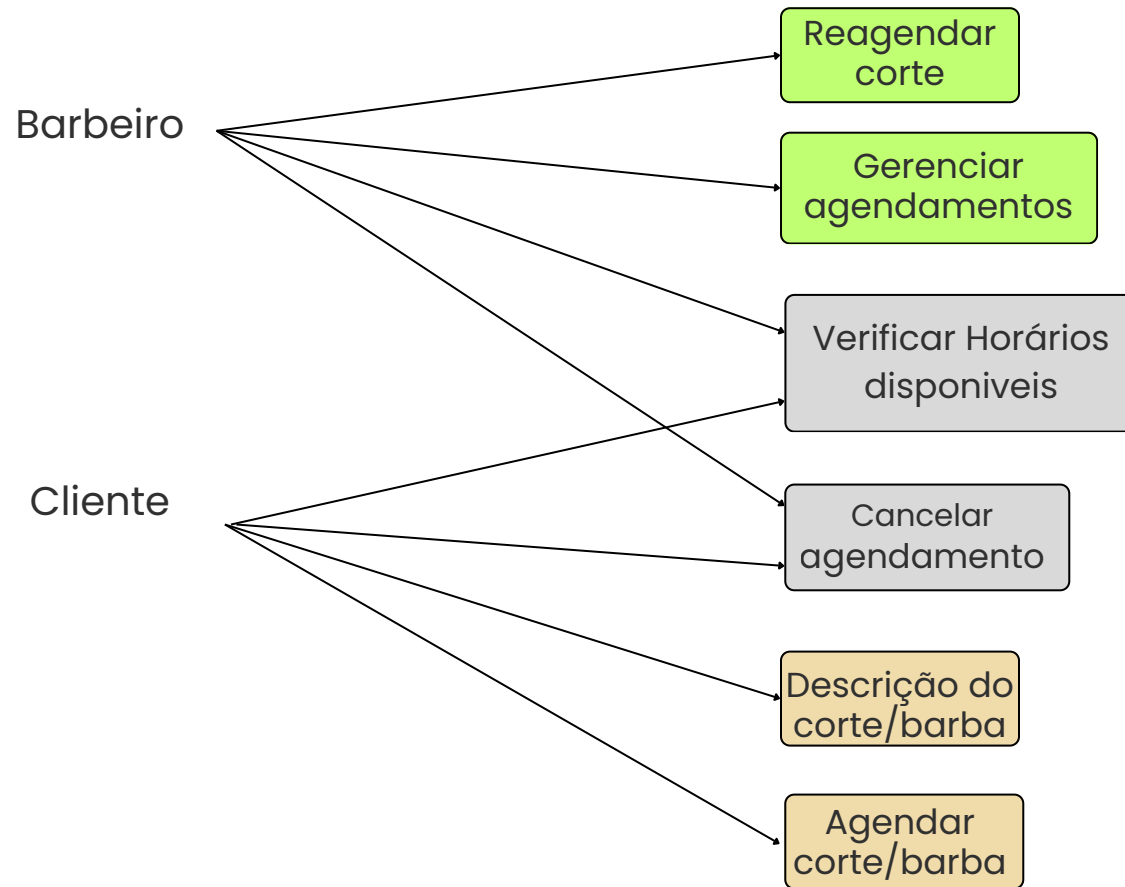 Reagendar
corte
Barbeiro
Gerenciar
agendamentos
Verificar Horários
disponiveis
Cliente
Cancelar
agendamento
Descrição do
corte/barba
Agendar
corte/barba